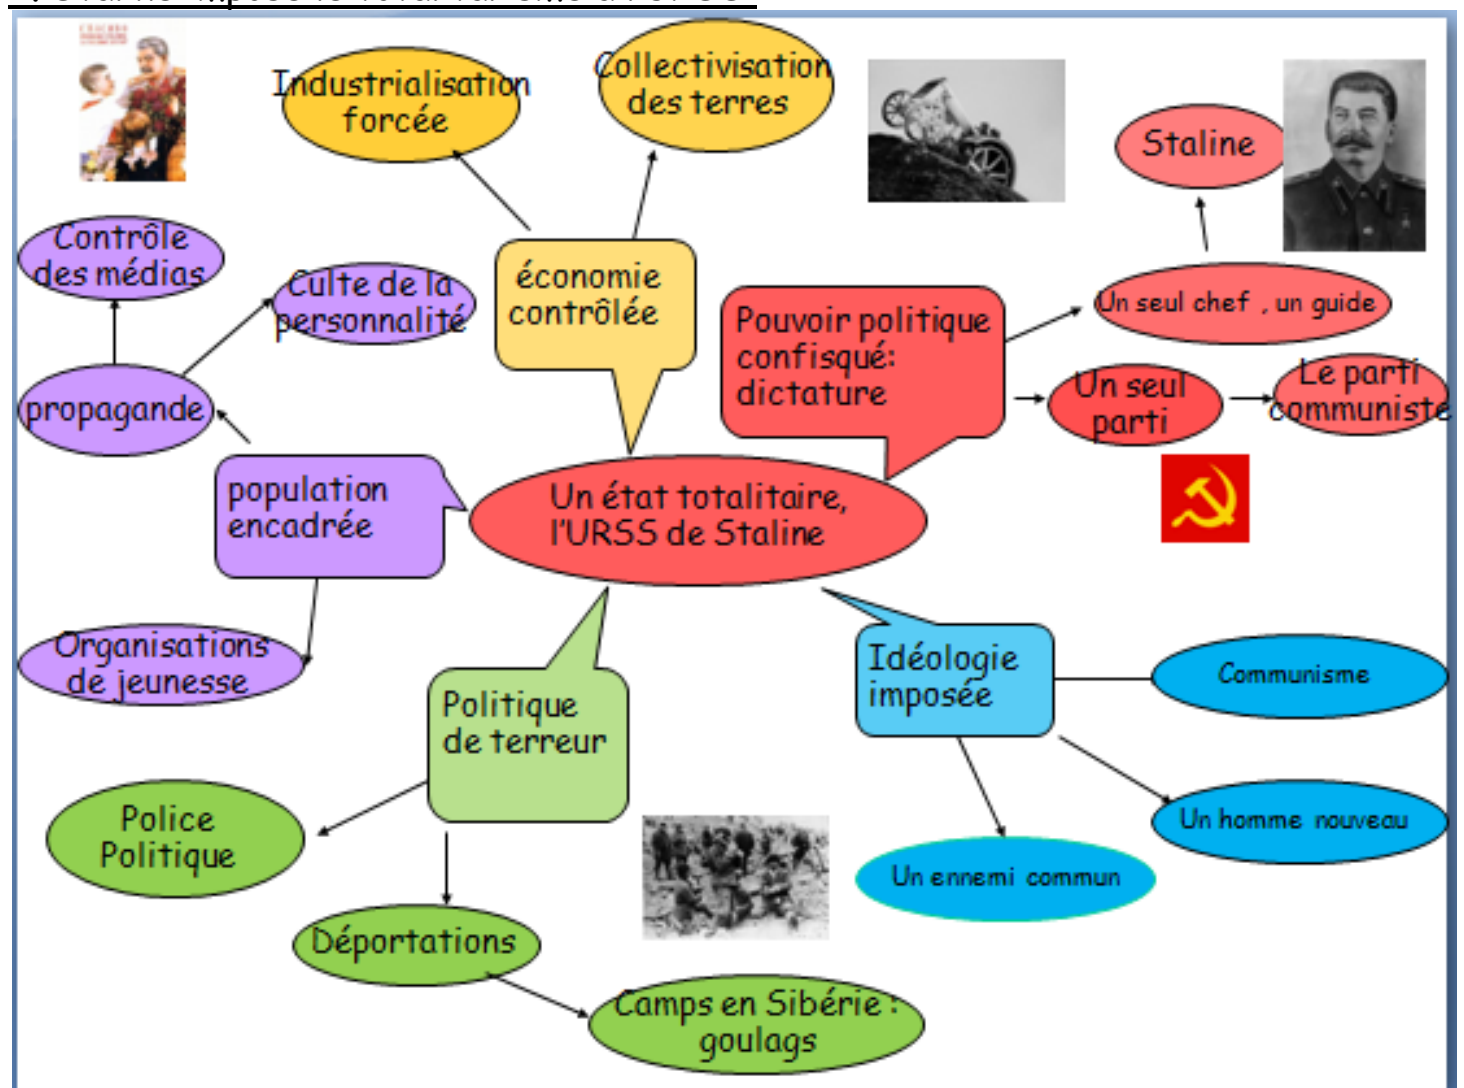 Industrialisation
forcée
Collectivisation
des terres
Staline
Contrôle
des médias
Culte de la
personnalité
économie
contrôlée
Pouvoir politique
confisqué:
dictature
Un seul chef , un guide
Un seul
parti
Le parti
communiste
propagande
population
encadrée
Un état totalitaire,
l'URSS de Staline
Organisations
de jeunesse
Politique
de terreur
Idéologie
imposée
Communisme
Un homme nouveau
Un ennemi commun
Police
Politique
Déportations
Camps en Sibérie :
goulags